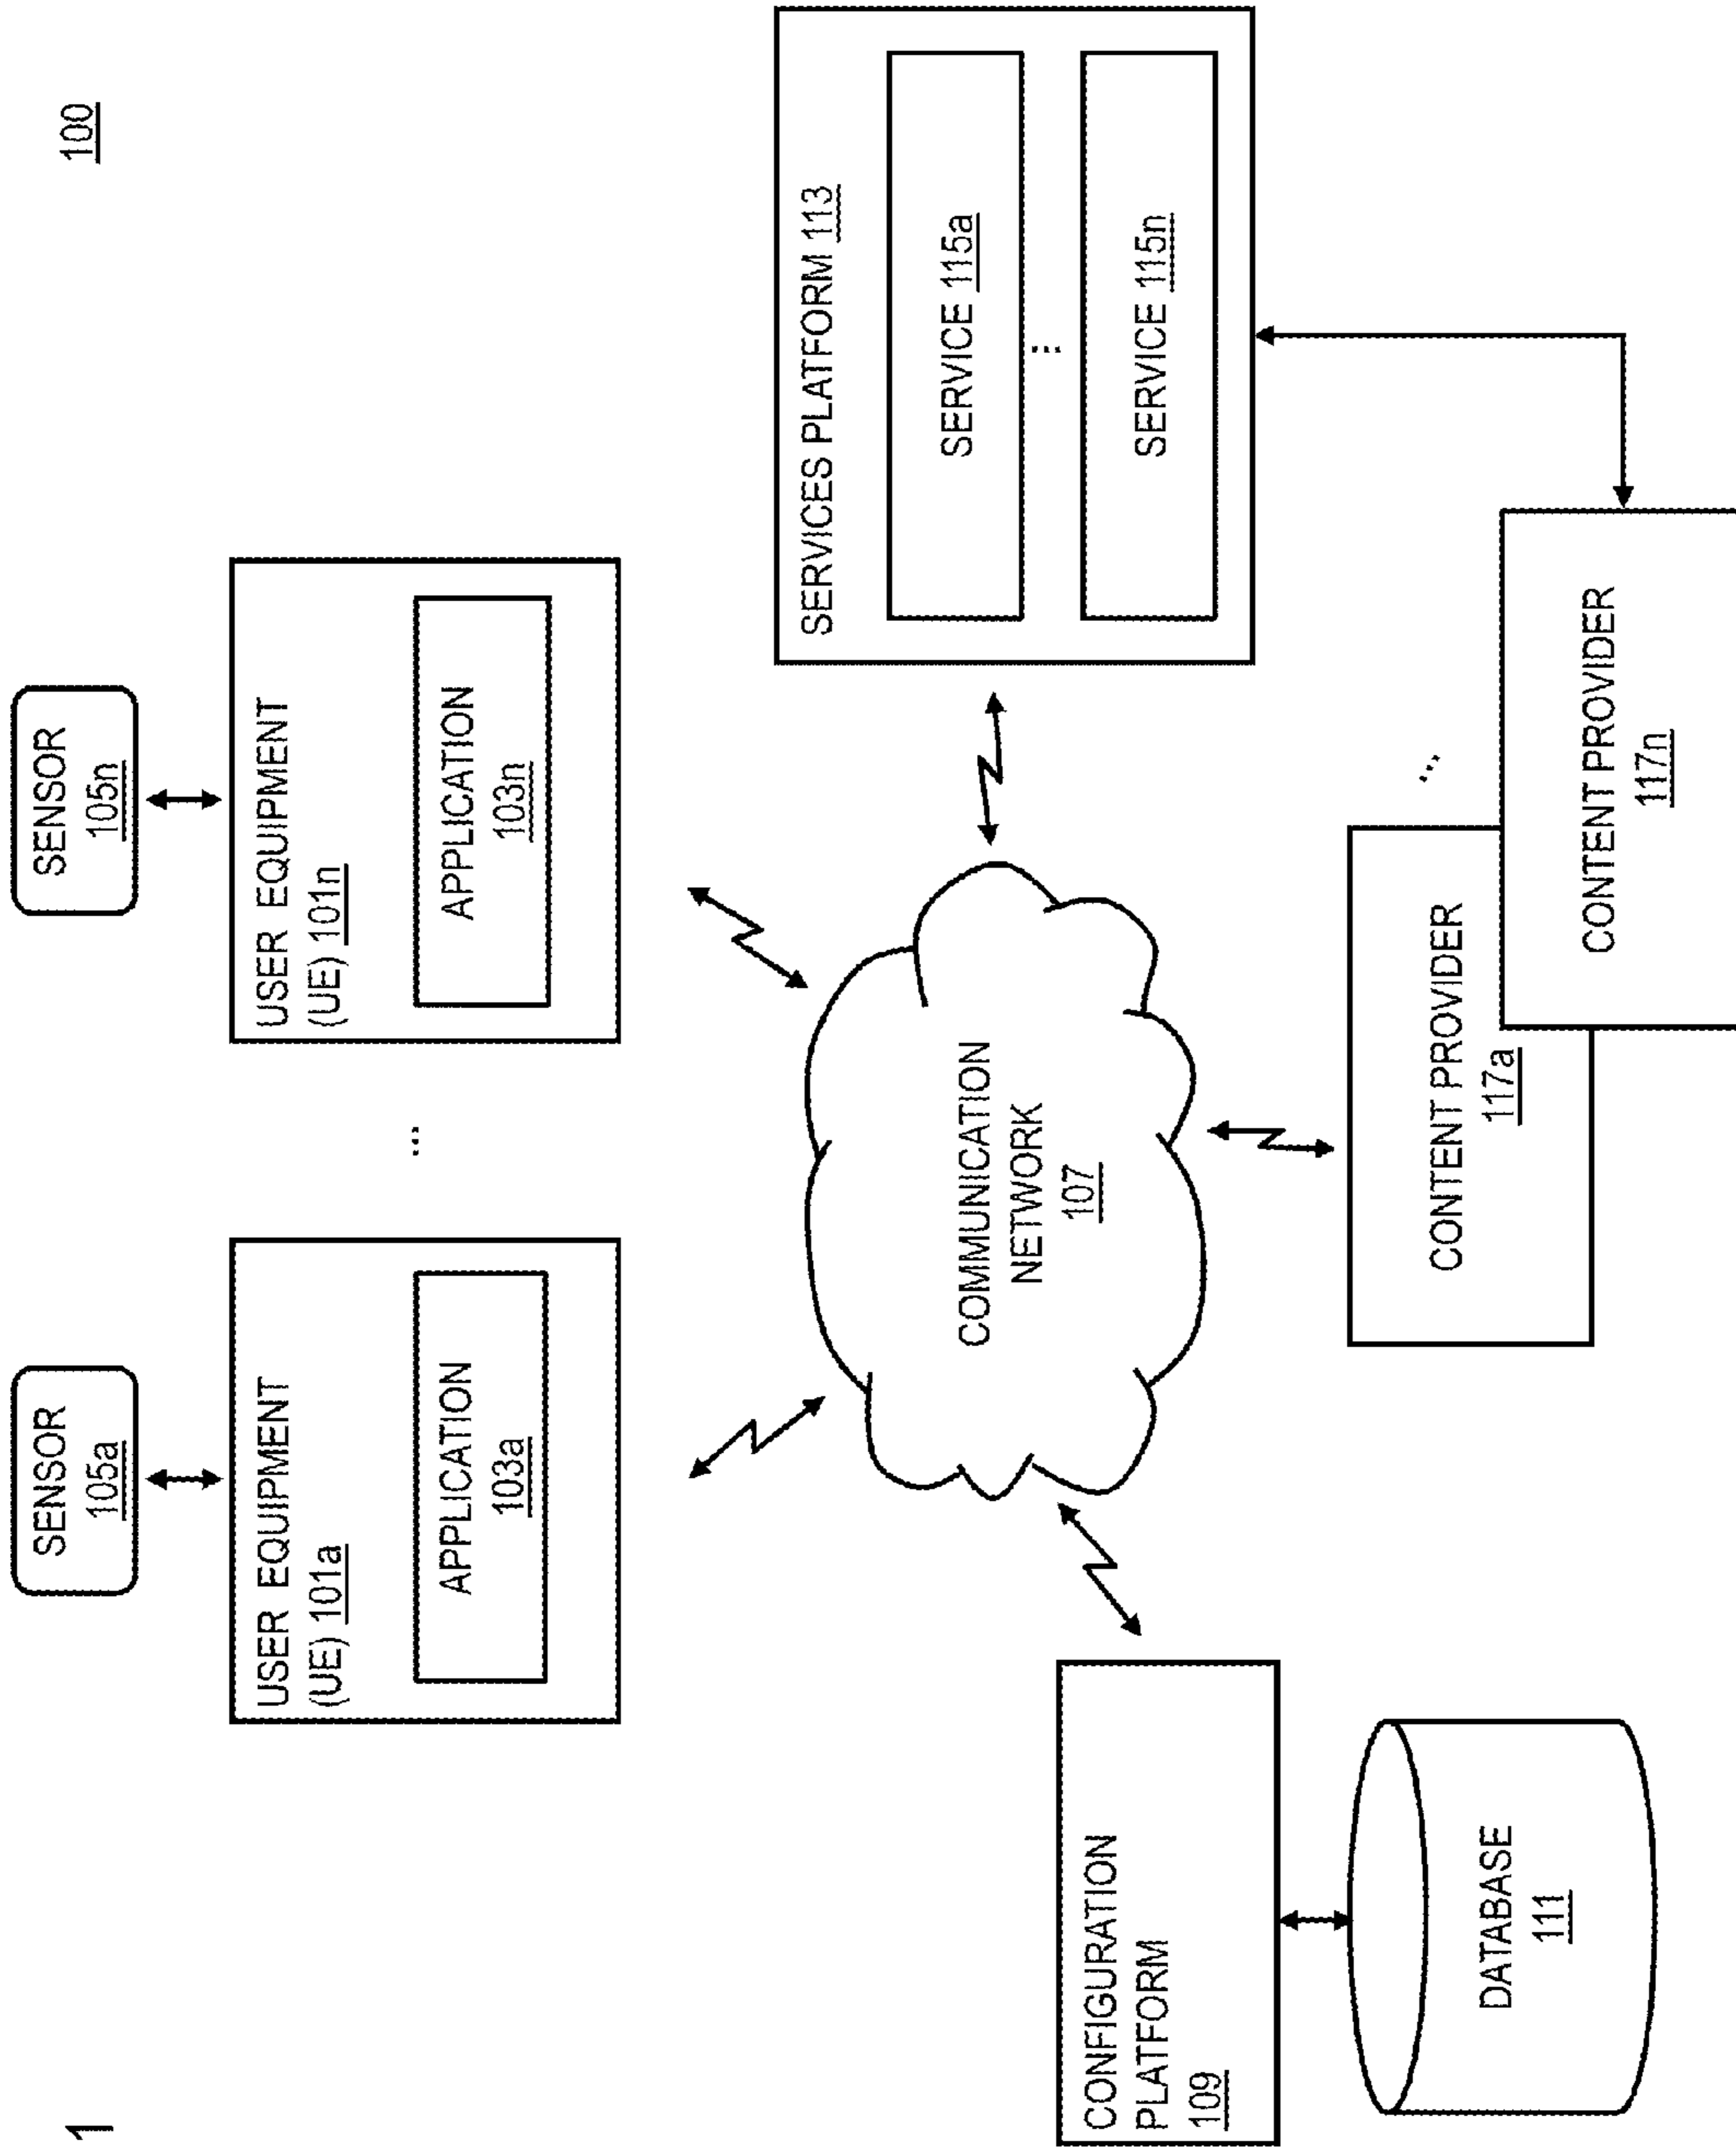 1
100
SENSOR
105a
SENSOR
105n
USER EQUIPMENT
(UE) 101a
APPLICATION
103a
...
USER EQUIPMENT
(UE) 101n
APPLICATION
103n
COMMUNICATION
NETWORK
107
SERVICES PLATFORM 113
SERVICE 115a
...
SERVICE 115n
CONFIGURATION
PLATFORM
109
DATABASE
111
CONTENT PROVIDER
117a
...
CONTENT PROVIDER
117n